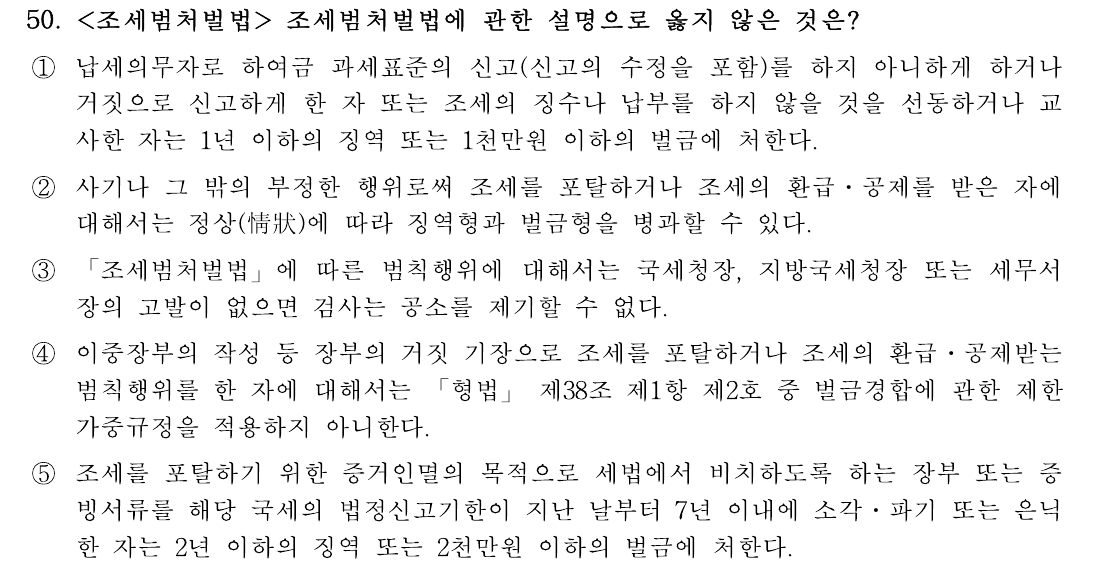 50. <조세범처벌법> 조세범처벌법에 관한 설명으로 옳지 않은 것은?
① 납세의무자로 하여금 과세표준의 신고(신고의 수정을 포함)를 하지 아니하게 하거나
거짓으로 신고하게 한 자 또는 조세의 징수나 납부를 하지 않을 것을 선동하거나 교
사한 자는 1년 이하의 징역 또는 1천만원 이하의 벌금에 처한다.
② 사기나 그 밖의 부정한 행위로써 조세를 포탈하거나 조세의 환급·공제를 받은 자에
대해서는 정상(情狀)에 따라 징역형과 벌금형을 병과할 수 있다.
③ 「조세범처벌법」에 따른 범칙행위에 대해서는 국세청장, 지방국세청장 또는 세무서
장의 고발이 없으면 검사는 공소를 제기할 수 없다.
④ 이중장부의 작성 등 장부의 거짓 기장으로 조세를 포탈하거나 조세의 환급·공제받는
범칙행위를 한 자에 대해서는 「형법」 제38조 제1항 제2호 중 벌금경합에 관한 제한
가중규정을 적용하지 아니한다.
⑤ 조세를 포탈하기 위한 증거인멸의 목적으로 세법에서 비치하도록 하는 장부 또는 증
빙서류를 해당 국세의 법정신고기한이 지난 날부터 7년 이내에 소각·파기 또는 은닉
한 자는 2년 이하의 징역 또는 2천만원 이하의 벌금에 처한다.